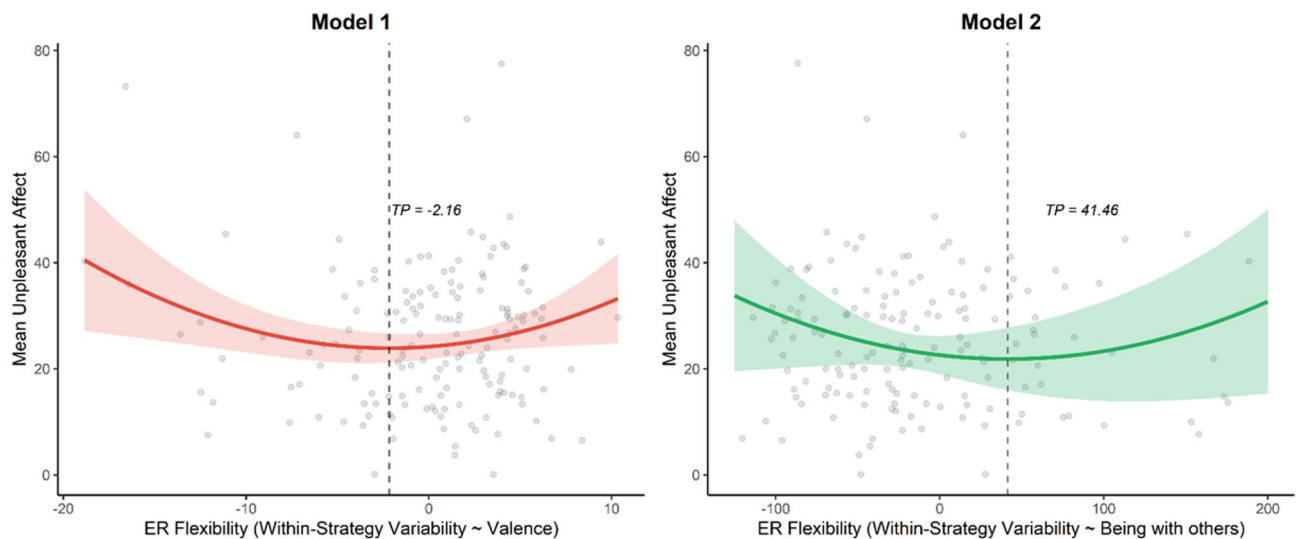 Model 1
Mean Unpleasant Affect
80
60
40
20
0
TP = -2.16
-20
-10
0
10
ER Flexibility (Within-Strategy Variability ~ Valence)
Model 2
Mean Unpleasant Affect
80
60
40
20
0
TP = 41.46
-100
0
100
200
ER Flexibility (Within-Strategy Variability ~ Being with others)